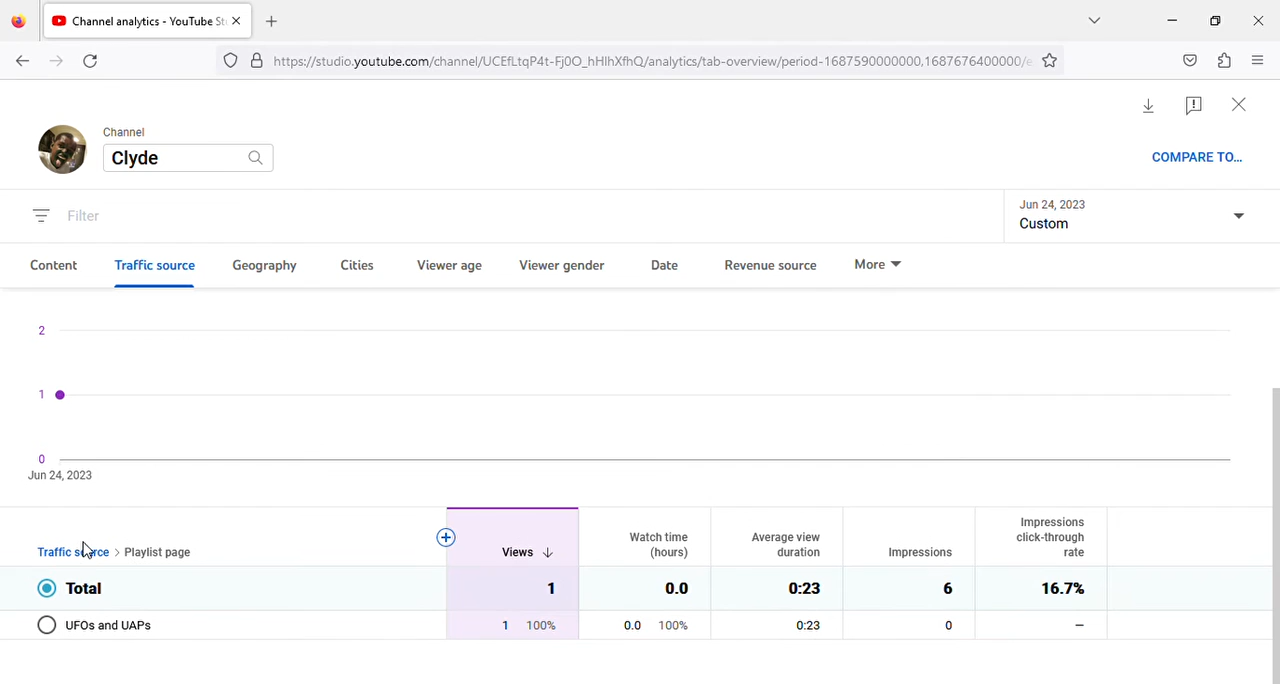 Channel analytics - YouTube St
https://studio.youtube.com/channel/UCEfLtqP4t-Fj0O_hHlhXfhQ/analytics/tab-overview/period-1687590000000,1687676400000/e
Channel
Clyde
COMPARE TO...
Filter
Jun 24, 2023
Custom
Content Traffic source Geography Cities Viewer age Viewer gender Date Revenue source More
2
1
0
Jun 24, 2023
Traffic source > Playlist page
Views
Watch time (hours)
Average view duration
Impressions
Impressions click-through rate
Total 1 0.0 0:23 6 16.7%
UFOs and UAPs 1 100% 0.0 100% 0:23 0 –